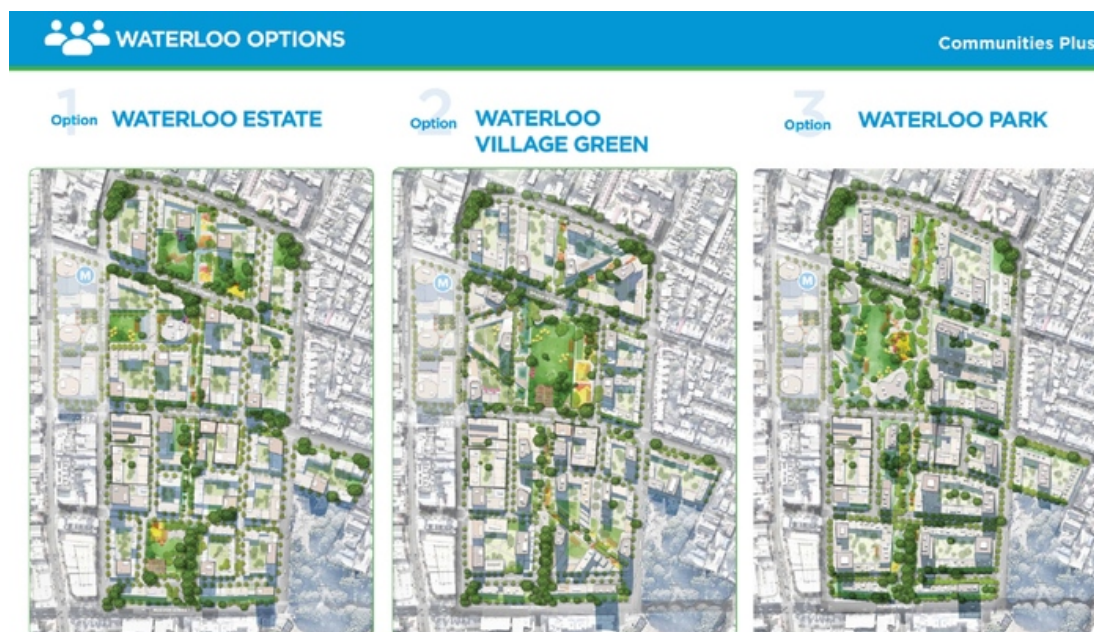 WATERLOO OPTIONS
Communities Plus
1
Option WATERLOO ESTATE
2
Option WATERLOO
VILLAGE GREEN
3
Option WATERLOO PARK
M
M
M